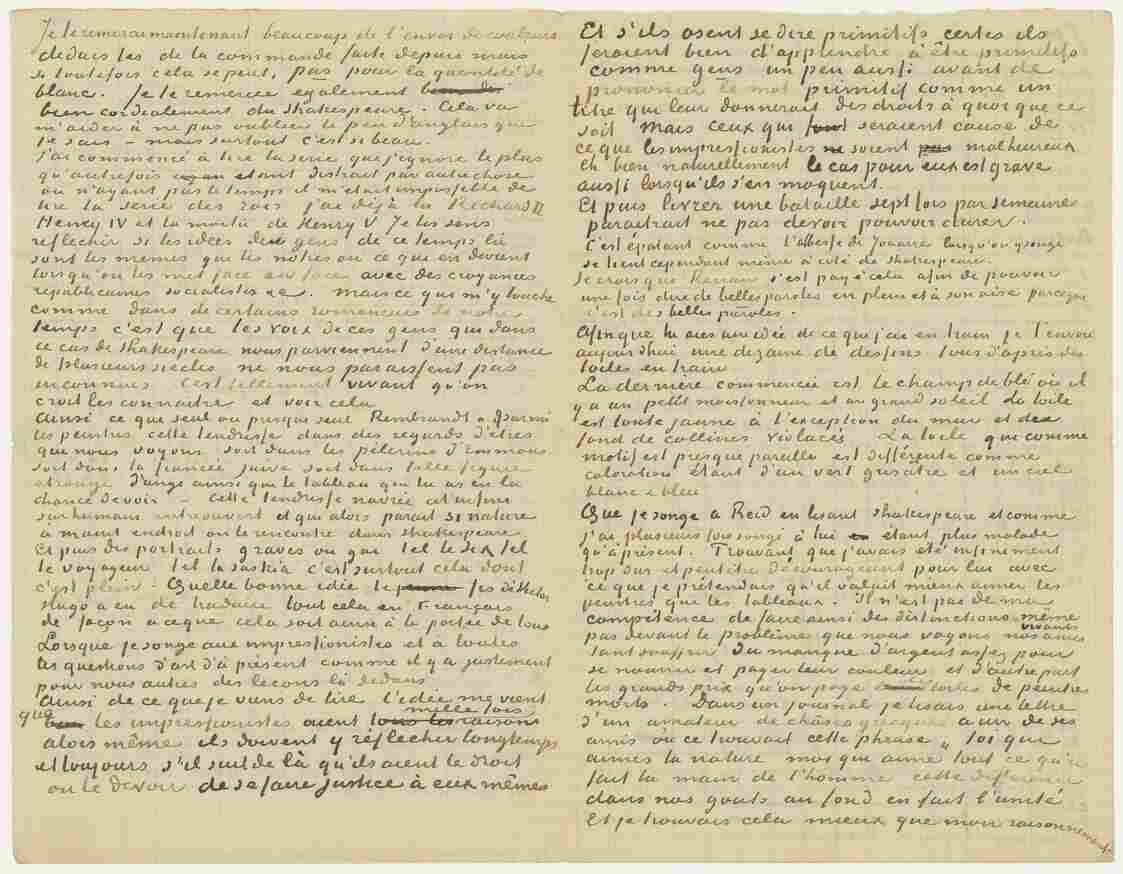 Je te remercie maintenant beaucoup de l'envoi de couleurs
deduis les de la commande faite depuis mais
si toutefois cela se peut, pas pour la quantité de
blanc. Je te remercie egalement
bien cordialement du Shakespeare. Cela va
m'aider à ne pas oublier le peu d'anglais que
je sais – mais surtout c'est si beau.
J'ai commencé à lire la serie que j'ignore le plus
qu'autrefois étant distrait par autre chose
ou n'ayant pas le temps il m'était impossible de
lire la serie des rois j'ai déjà lu Richard II
Henry IV et la moitié de Henry V. Je lis sans
réflechir si les idées des gens de ce temps là
sont les memes que les nôtres ou ce que en devient
lorsqu'on les met face en face avec des croyances
republicaines socialistes &c. Mais ce qui m'y touche
comme dans de certains romanciers de notre
temps c'est que les voix de ces gens qui dans
ce cas de Shakespeare nous parviennent d'une distance
de plusieurs siecles ne nous paraissent pas
inconnues. C'est tellement vivant qu'on
croit les connaitre et voir cela
Ainsi ce que seul ou presque seul Rembrandt a parmi
les peintres cette tendresse dans des regards d'êtres
que nous voyons soit dans les pèlerins d'Emmaus
soit dans la fiancée juive soit dans telle figure
etrange d'ange ainsi que le tableau que tu as eu la
chance de voir – cette tendresse navrée cet infini
surhumain entrouvert et qui alors parait si naturel
à maint endroit on le rencontre dans Shakespeare
Et puis des portraits graves ou gai tel le Six tel
le voyageur tel la Saskia c'est surtout cela dont
c'est plein. Quelle bonne idée le fils de Victor
Hugo a eu de traduire tout cela en Francais
de façon à ce que cela soit ainsi à la portée de tous
Lorsque je songe aux impressionistes et à toutes
les questions d'art d'à présent comme il y a justement
pour nous autres des lecons là dedans.
Ainsi de ce que je viens de lire l'idée me vient
que les impressionistes aient mille fois raison
alors même ils doivent y réflechir longtemps
et toujours s'il suit de là qu'ils aient le droit
ou le devoir de se faire justice à eux mêmes
Et s'ils osent se dire primitifs certes ils
feraient bien d'apprendre à être primitifs
comme gens un peu aussi avant de
prononcer le mot primitif comme un
titre qui leur donnerait des droits à quoi que ce
soit Mais ceux qui seraient cause de
ce que les impressionistes soient malheureux
eh bien naturellement le cas pour eux est grave
aussi lorsqu'ils s'en moquent.
Et puis livrer une bataille sept fois par semaine
paraitrait ne pas devoir pouvoir durer.
C'est épatant comme l'abbesse de Jouarre lorsqu'on y songe
se tient cependant même à coté de Shakespeare.
Je crois que Renan s'est payé cela afin de pouvoir
une fois dire de belles paroles en plein et à son aise parceque
c'est des belles paroles.
Afin que tu aies une idée de ce que j'ai en train je t'envoie
aujourd'hui une dizaine de dessins tous d'après des
toiles en train
La derniere commencée est le champs de blé où il
y a un petit moissonneur et un grand soleil. La toile
est toute jaune à l'exception du mur et du
fond de collines violacés. La toile qui comme
motif est presque pareille est différente comme
coloration étant d'un vert grisatre et un ciel
blanc & bleu
Que je songe à Reid en lisant Shakespeare et comme
j'ai plusieurs fois songé à lui étant plus malade
qu'à présent. Trouvant que j'avais été infiniment
trop dur et peut être décourageant pour lui avec
ce que je prétendais qu'il valait mieux aimer les
peintres que les tableaux. Il n'est pas de ma
compétence de faire ainsi des distinctions même
pas devant le problème que nous voyons nos amis vivants
tant souffrir du manque d'argent assez pour
se nourrir et payer leur couleur et d'autre part
les grands prix qu'on paye toiles de peintres
morts. Dans un journal je lisais une lettre
d'un amateur de chôses grecques a un de ses
amis où ce trouvait cette phrase „ toi qui
aimes la nature moi qui aime tout ce qu'a
fait la main de l'homme cette difference
dans nos gouts au fond en fait l'unité
Et je trouvais cela mieux que mon raisonnement.